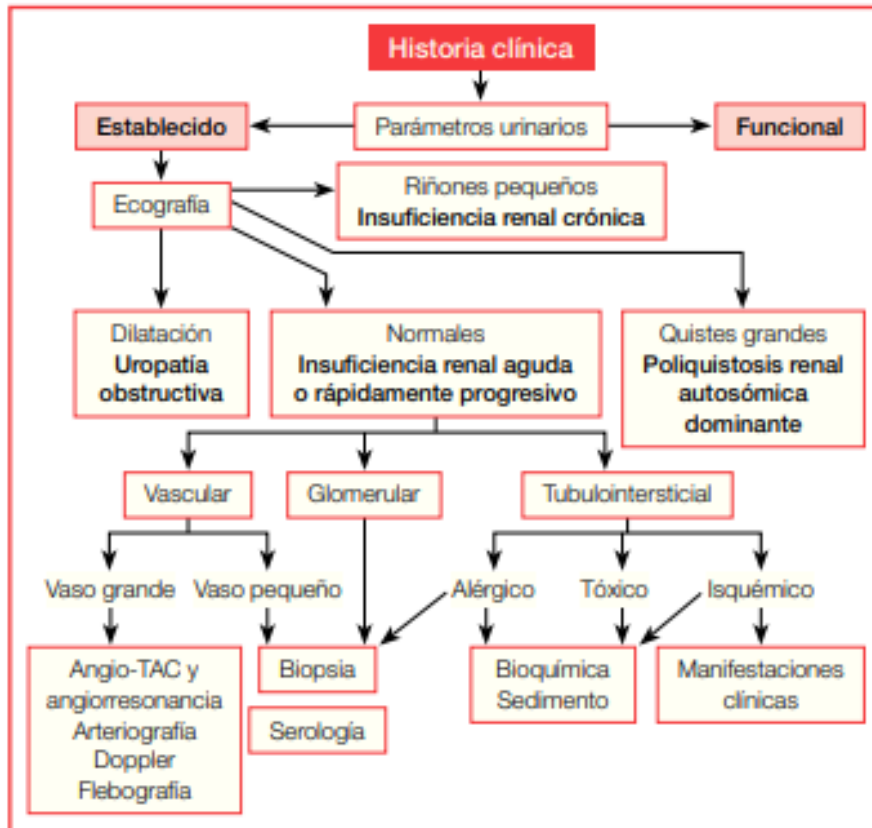 Historia clínica
Establecido
Parámetros urinarios
Funcional
Ecografía
Riñones pequeños
Insuficiencia renal crónica
Dilatación
Uropatía
obstructiva
Normales
Insuficiencia renal aguda
o rápidamente progresivo
Quistes grandes
Poliquistosis renal
autosómica
dominante
Vascular
Glomerular
Tubulointersticial
Vaso grande
Vaso pequeño
Alérgico
Tóxico
Isquémico
Angio-TAC y
angiorresonancia
Arteriografía
Doppler
Flebografia
Biopsia
Serología
Bioquímica
Sedimento
Manifestaciones
clínicas